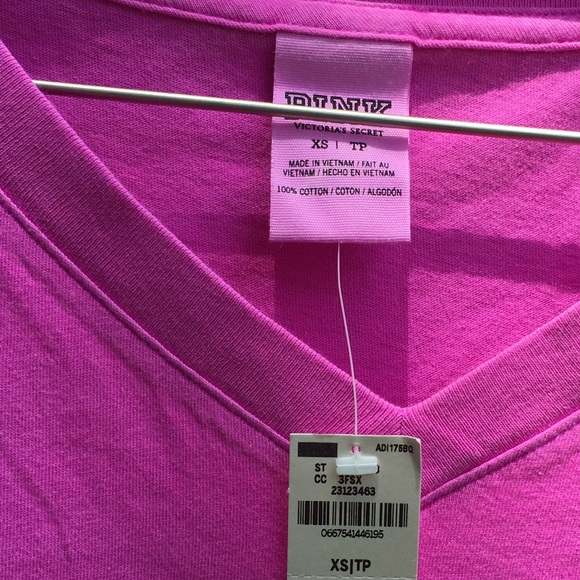 PINK
VICTORIA'S SECRET
XS | TP
MADE IN VIETNAM / FAIT AU
VIETNAM / HECHO EN VIETNAM
100% COTTON / COTON / ALGODÓN
ADI175BQ
ST
CC 3FSX
23123463
0667541446195
XS|TP